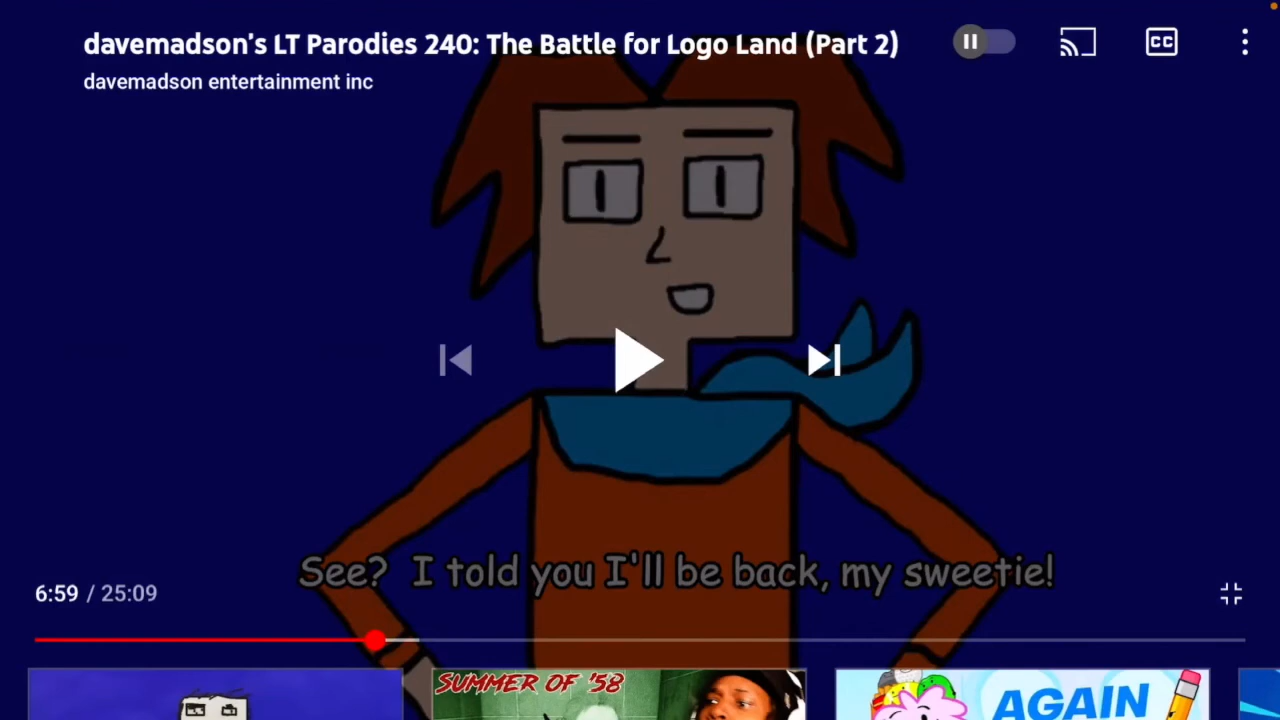 davemadson's LT Parodies 240: The Battle for Logo Land (Part 2)
davemadson entertainment inc
CC
See? I told you I'll be back, my sweetie!
6:59 / 25:09
SUMMER OF '58
AGAIN